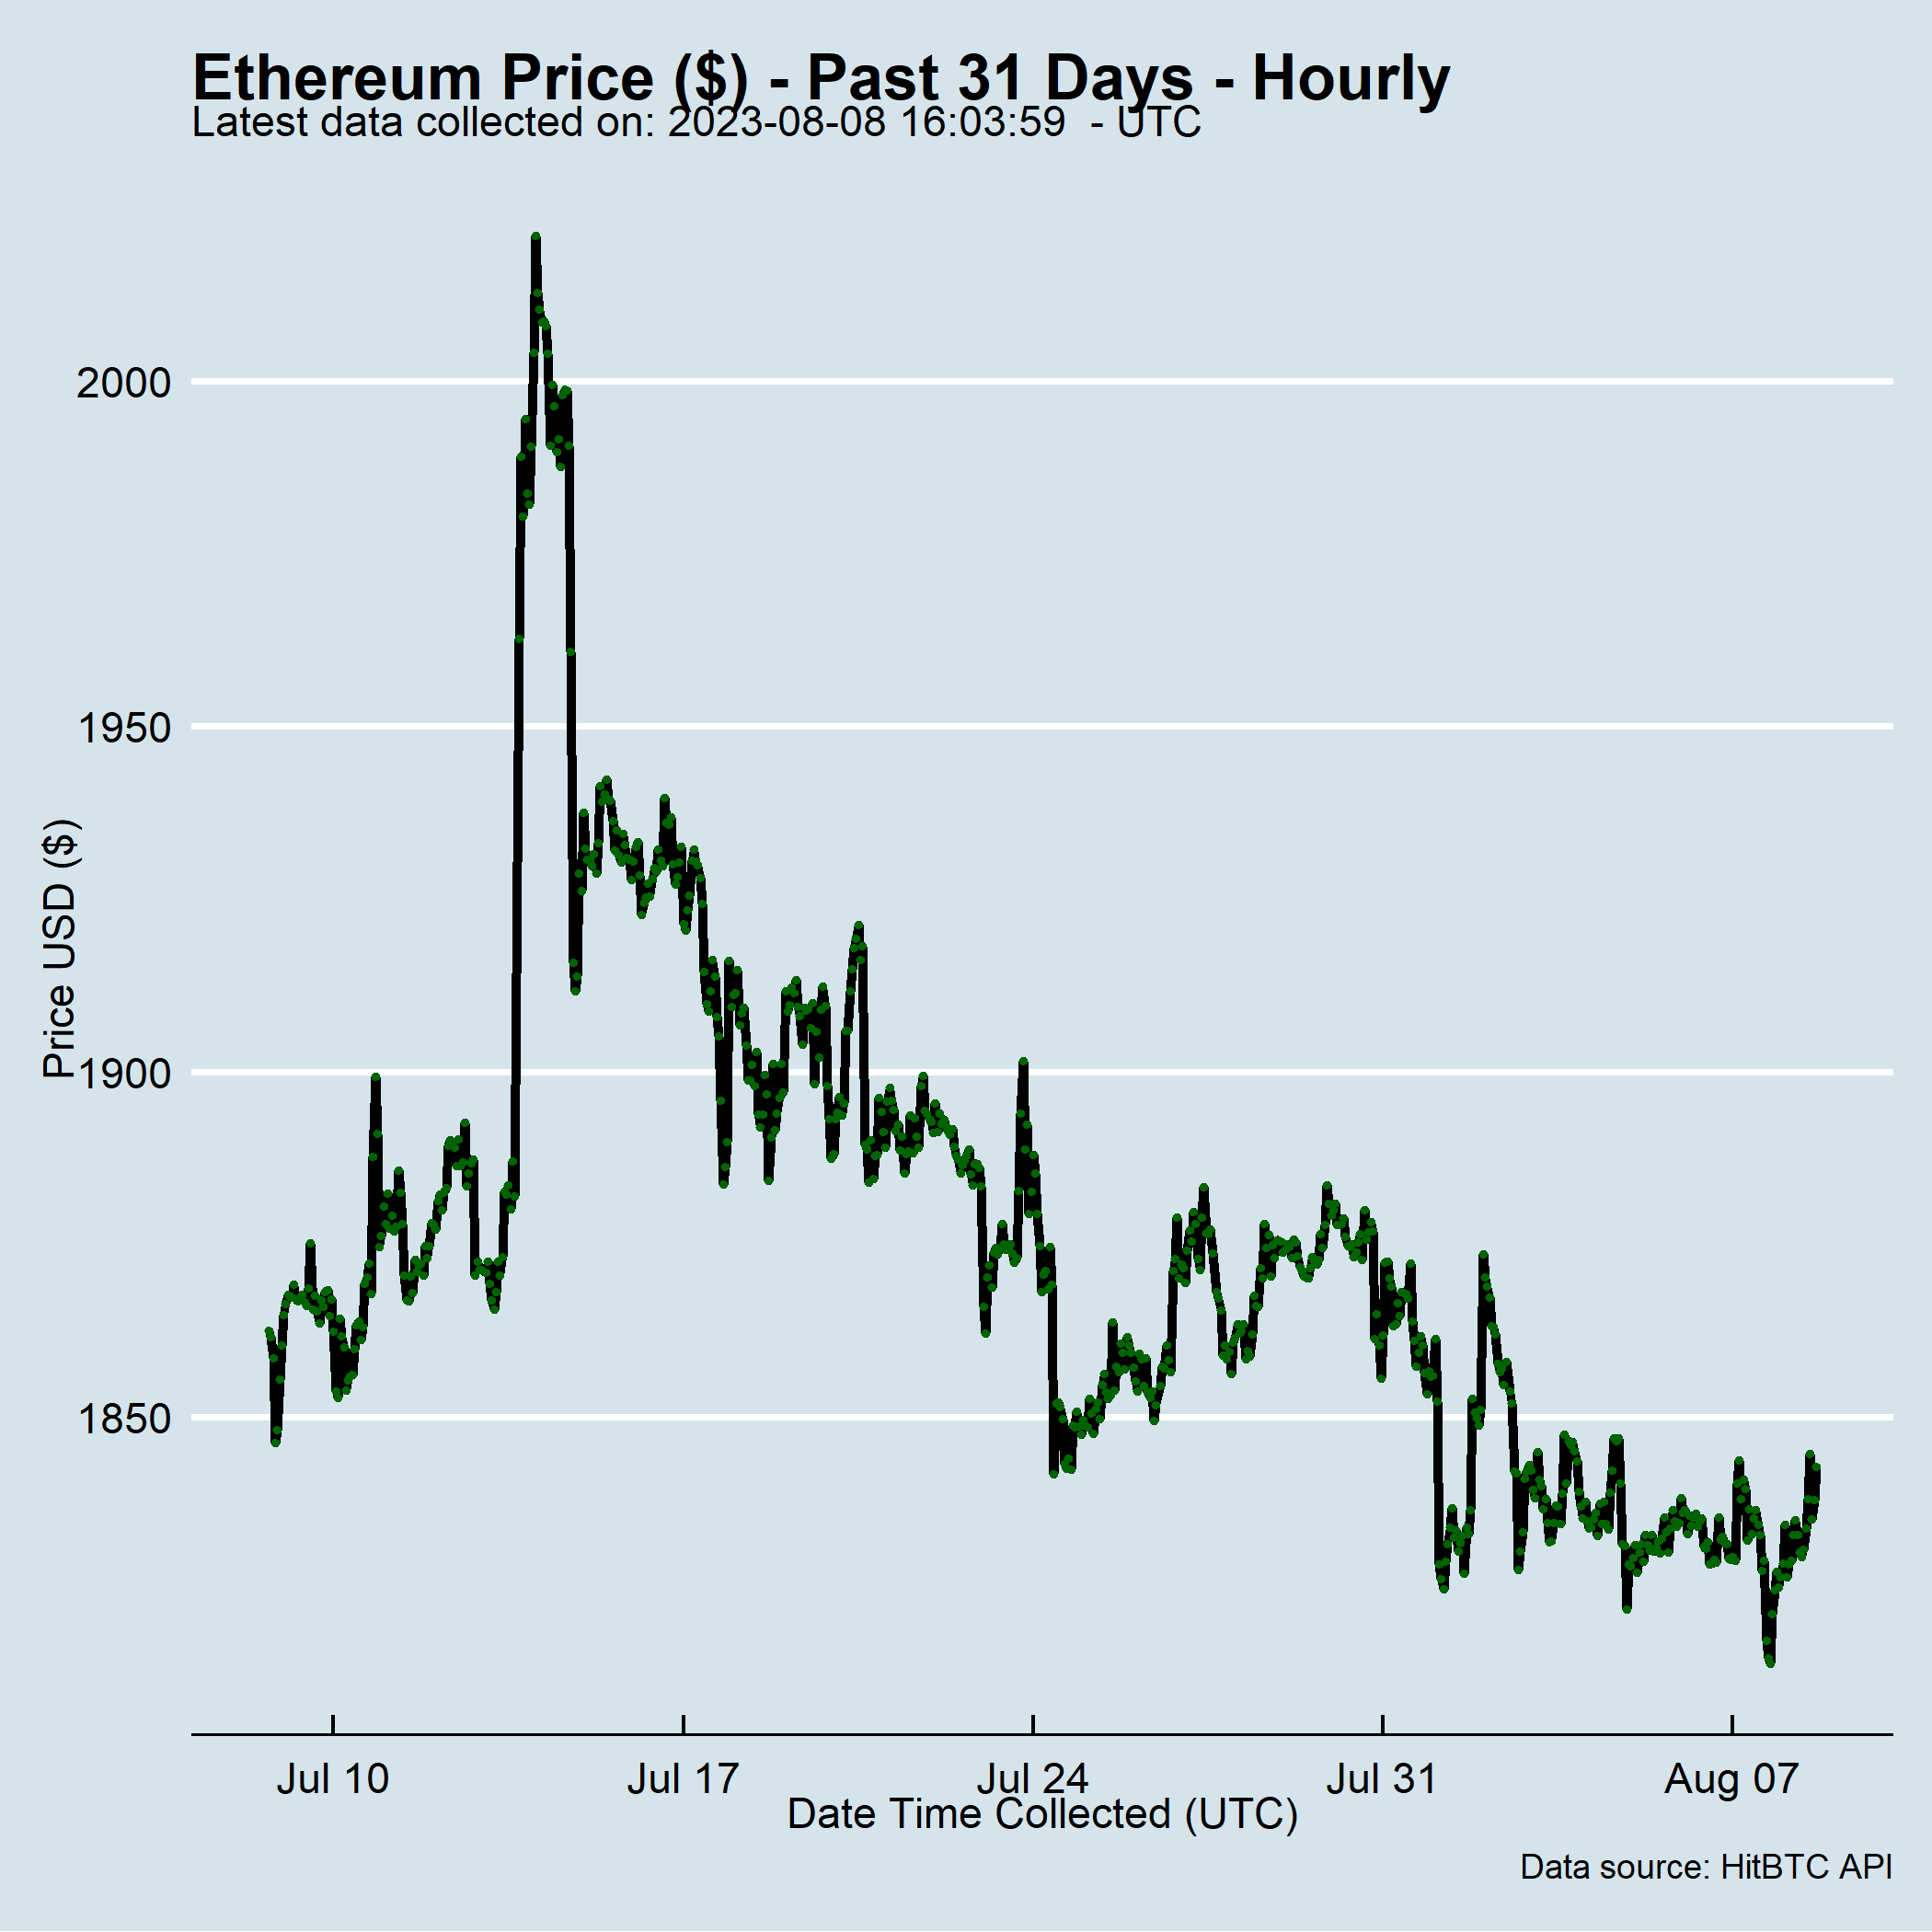 Ethereum Price ($) - Past 31 Days - Hourly
Latest data collected on: 2023-08-08 16:03:59  - UTC
Price USD ($)
2000
1950
1900
1850
Jul 10 Jul 17 Jul 24 Jul 31 Aug 07
Date Time Collected (UTC)
Data source: HitBTC API